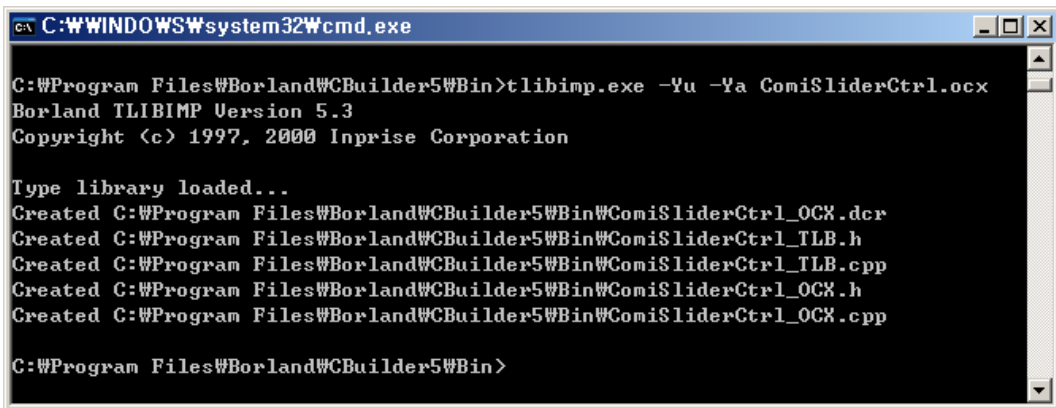 C:₩WINDOWS₩system32₩cmd.exe
C:₩Program Files₩Borland₩CBuilder5₩Bin>tlibimp.exe -Yu -Ya ComiSliderCtrl.ocx
Borland TLIBIMP Version 5.3
Copyright (c) 1997, 2000 Inprise Corporation
Type library loaded...
Created C:₩Program Files₩Borland₩CBuilder5₩Bin₩ComiSliderCtrl_OCX.dcr
Created C:₩Program Files₩Borland₩CBuilder5₩Bin₩ComiSliderCtrl_TLB.h
Created C:₩Program Files₩Borland₩CBuilder5₩Bin₩ComiSliderCtrl_TLB.cpp
Created C:₩Program Files₩Borland₩CBuilder5₩Bin₩ComiSliderCtrl_OCX.h
Created C:₩Program Files₩Borland₩CBuilder5₩Bin₩ComiSliderCtrl_OCX.cpp
C:₩Program Files₩Borland₩CBuilder5₩Bin>